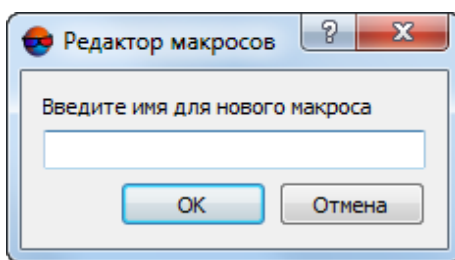 Редактор макросов
Введите имя для нового макроса
OK Отмена